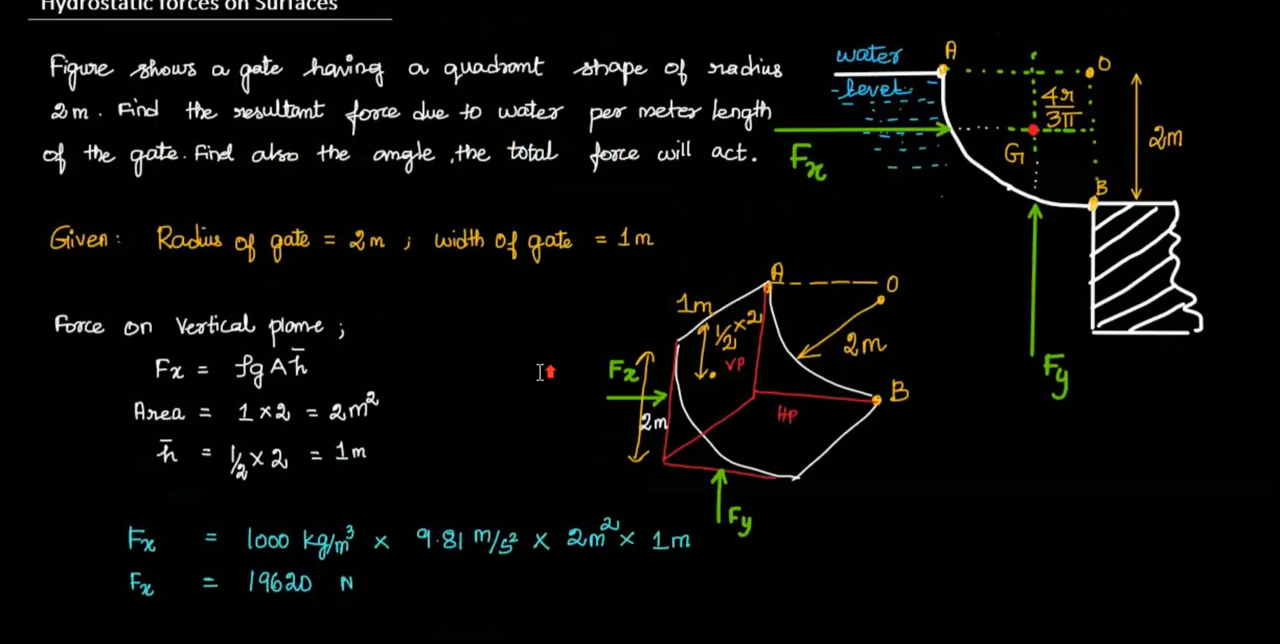 Hydrostatic forces on Surfaces
Figure shows a gate having a quadrant shape of radius
2m. Find the resultant force due to water per meter length
of the gate. Find also the angle, the total force will act.
Given: Radius of gate = 2m ; width of gate = 1m
Force on Vertical plane ;
Fx = ρg A h̄
Area = 1 × 2 = 2m²
h̄ = 1/2 × 2 = 1m
Fx = 1000 kg/m³ × 9.81 m/s² × 2m² × 1m
Fx = 19620 N
water
level
A
O
4r/3π
G
2m
B
Fx
Fy
A
O
1m
1/2 × 2
VP
2m
Fx
2m
HP
B
Fy